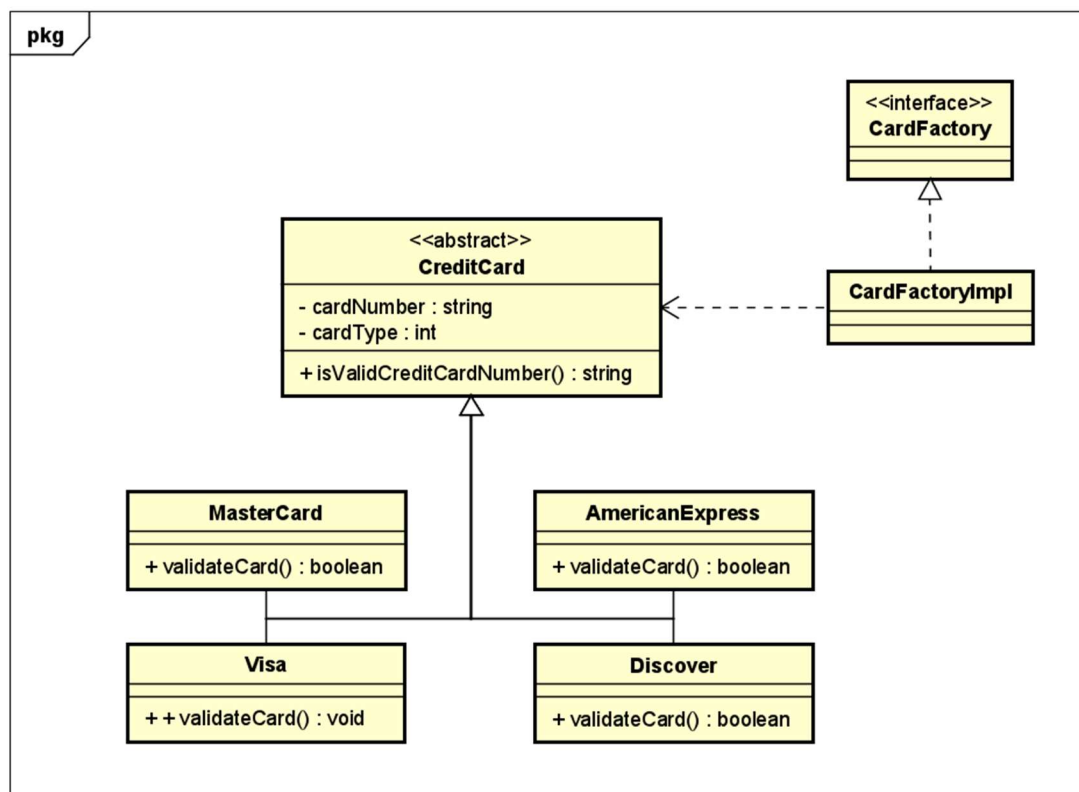 pkg
<<interface>>
CardFactory
<<abstract>>
CreditCard
- cardNumber : string
- cardType : int
+ isValidCreditCardNumber() : string
CardFactoryImpl
MasterCard
+ validateCard() : boolean
AmericanExpress
+ validateCard() : boolean
Visa
+ + validateCard() : void
Discover
+ validateCard() : boolean